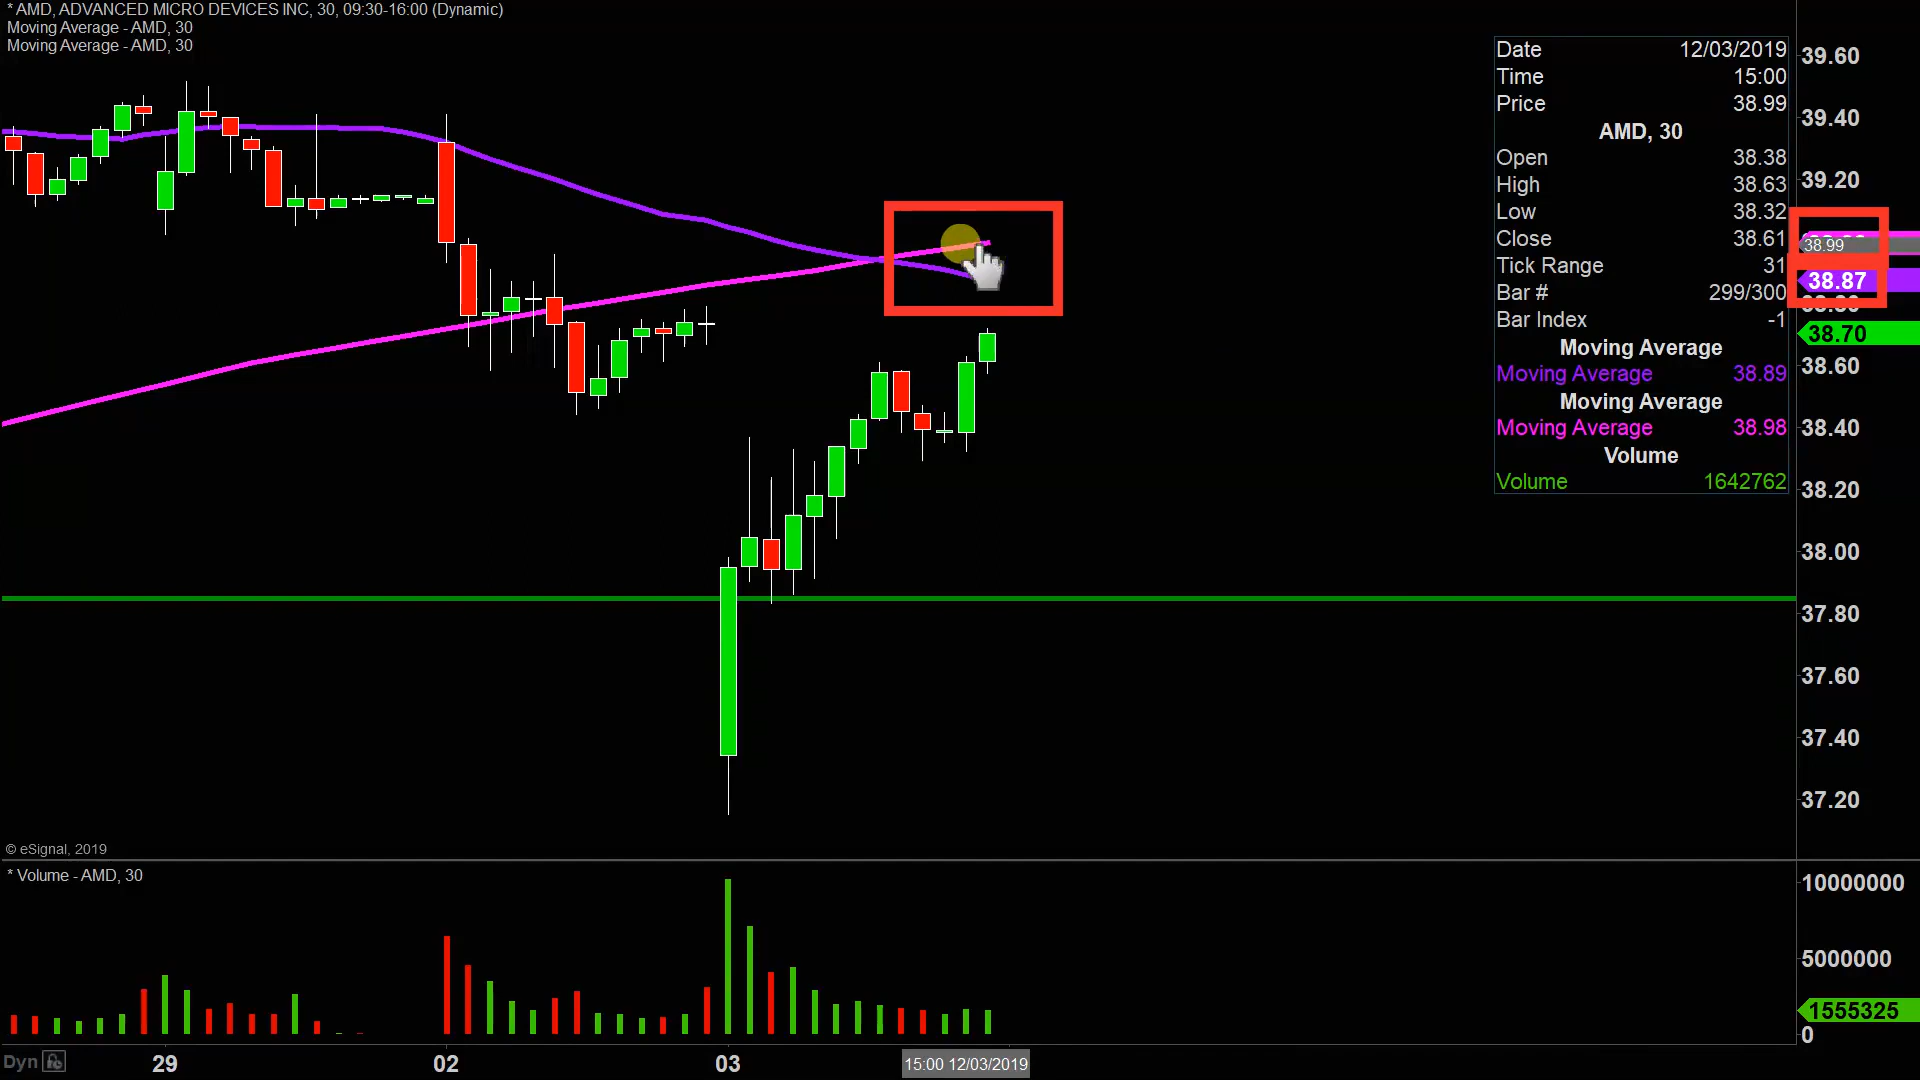 * AMD, ADVANCED MICRO DEVICES INC, 30, 09:30-16:00 (Dynamic)
Moving Average - AMD, 30
Moving Average - AMD, 30
Date 12/03/2019
Time 15:00
Price 38.99
AMD, 30
Open 38.38
High 38.63
Low 38.32
Close 38.61
Tick Range 31
Bar # 299/300
Bar Index -1
Moving Average
Moving Average 38.89
Moving Average
Moving Average 38.98
Volume
Volume 1642762
39.60
39.40
39.20
38.99
38.87
38.70
38.60
38.40
38.20
38.00
37.80
37.60
37.40
37.20
© eSignal, 2019
* Volume - AMD, 30
10000000
5000000
1555325
0
Dyn
29
02
03
15:00 12/03/2019